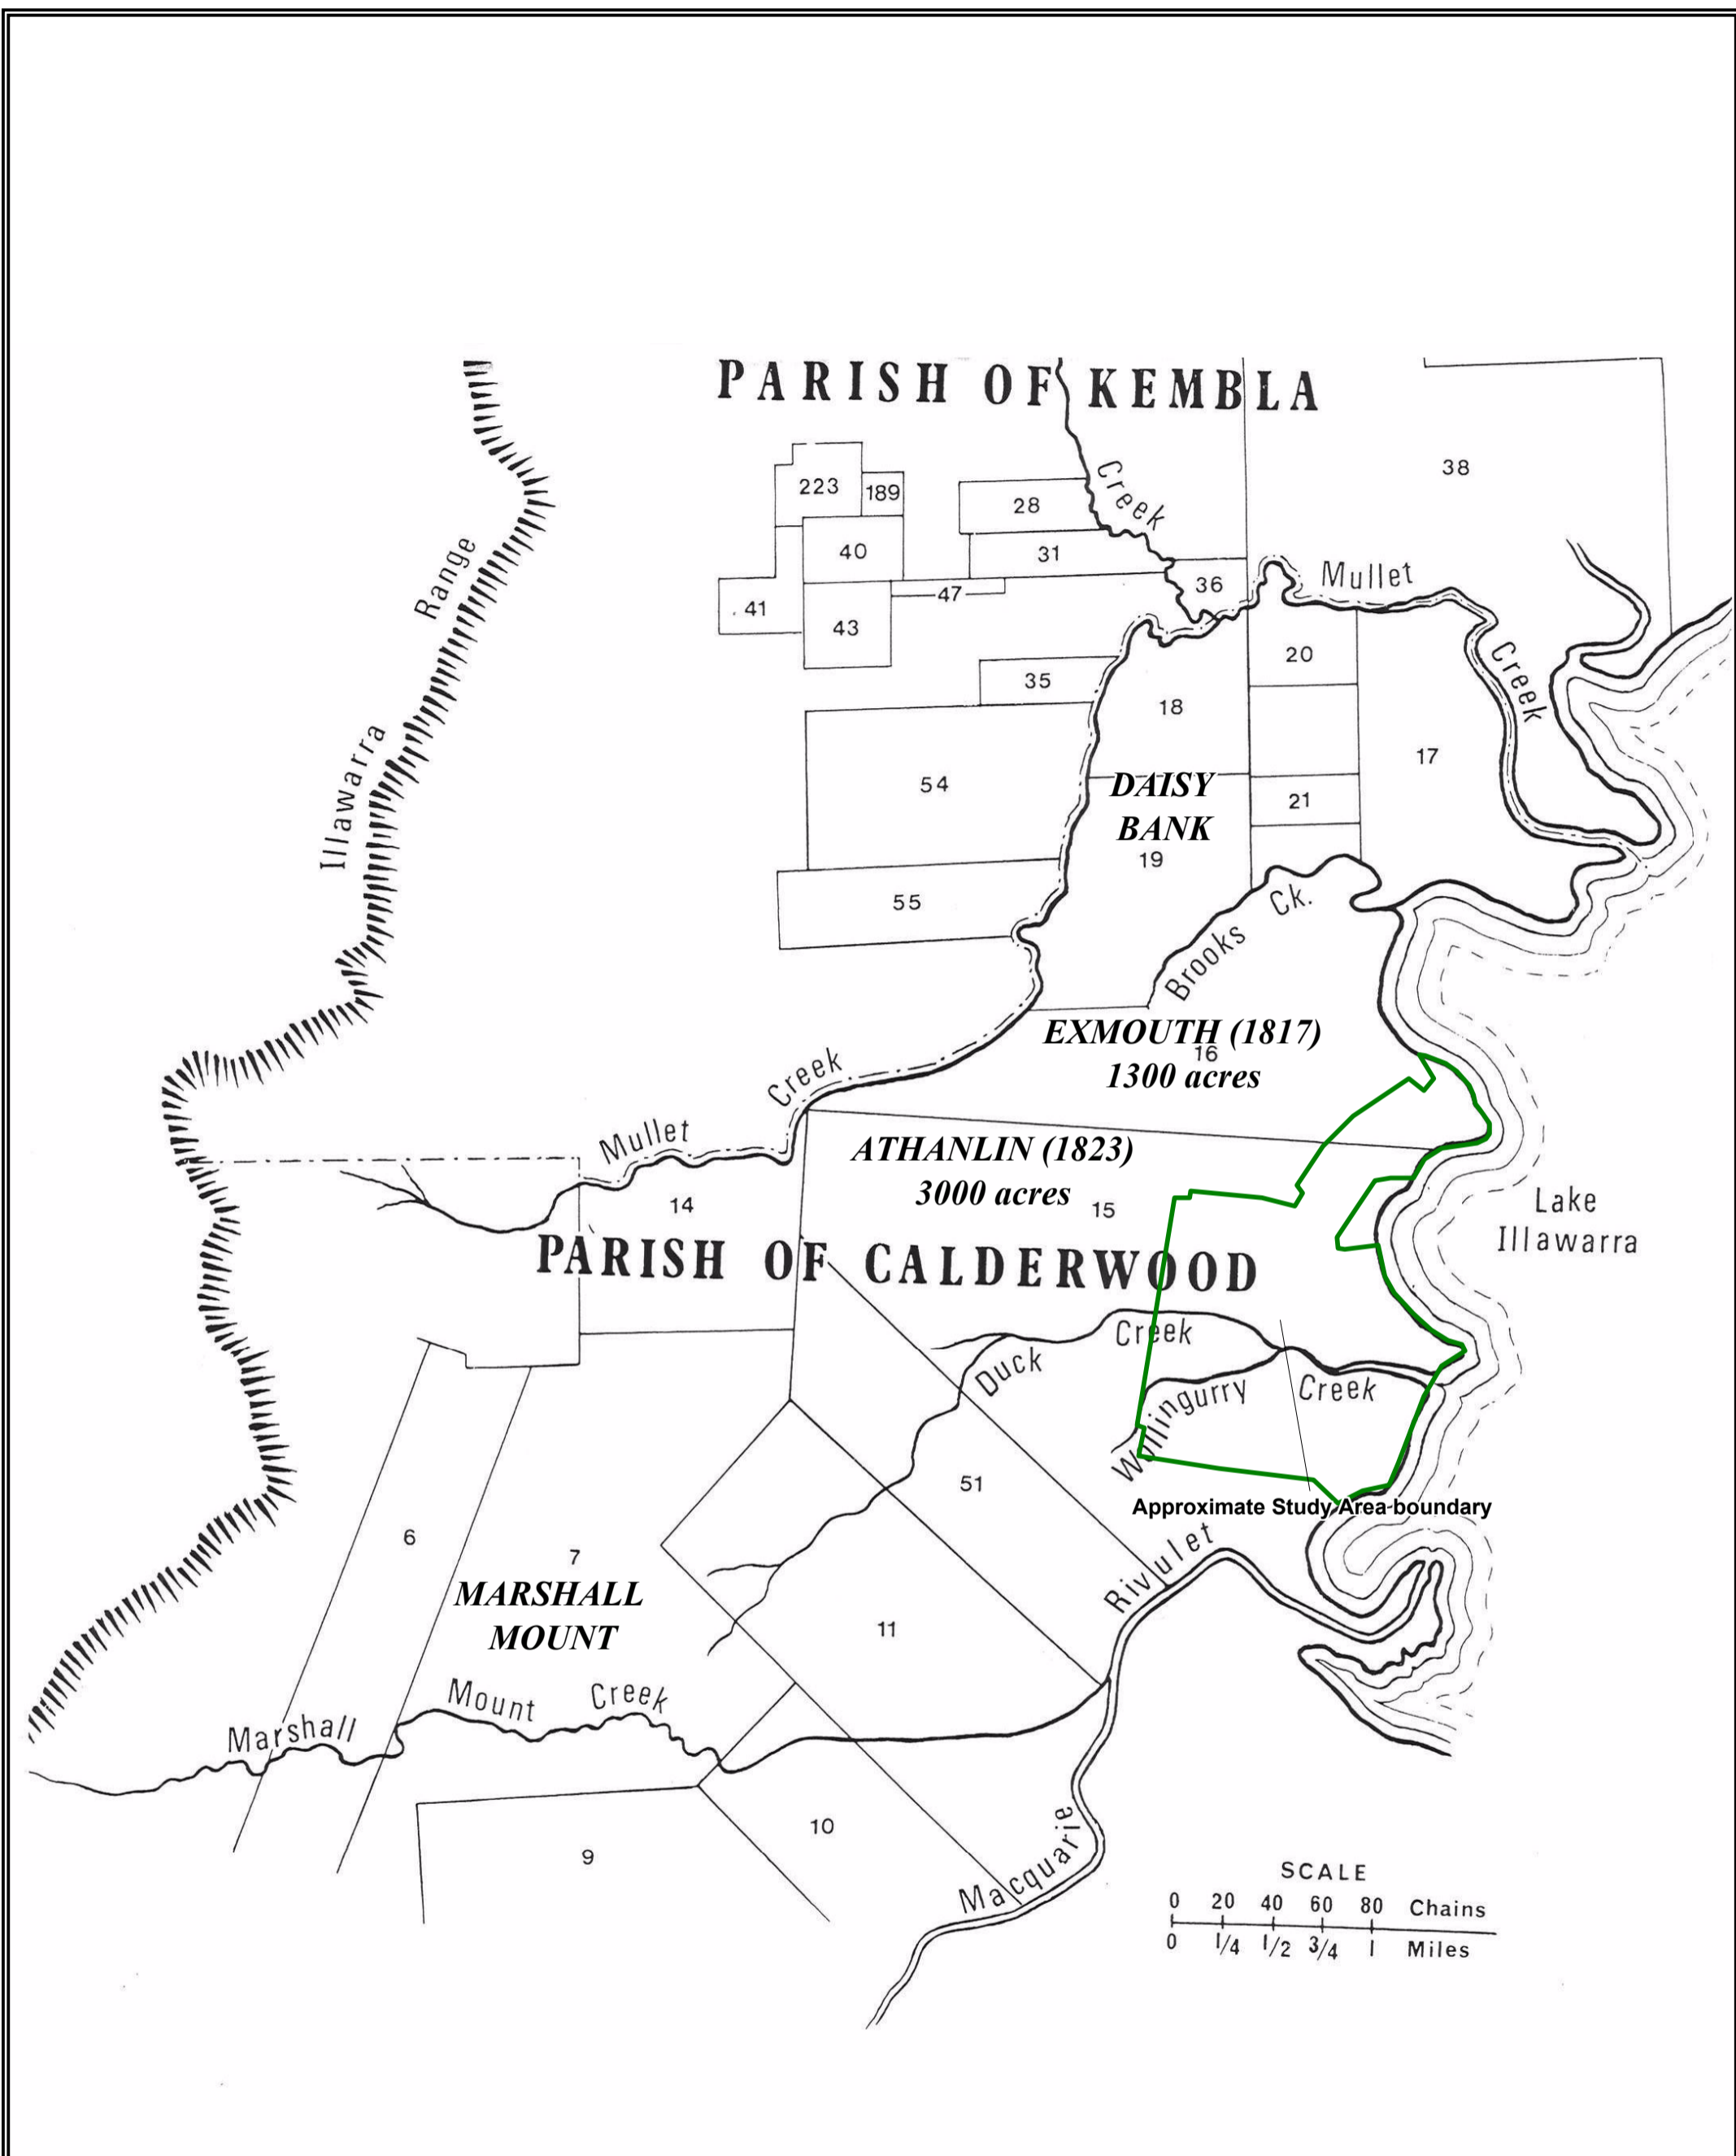 PARISH OF KEMBLA
38
223
189
28
Creek
40
31
36
Mullet
Range
41
47
43
20
Creek
35
18
17
Illawarra
54
DAISY
BANK
21
19
55
Brooks Ck.
EXMOUTH (1817)
16
1300 acres
Mullet Creek
ATHANLIN (1823)
3000 acres
15
14
Lake
Illawarra
PARISH OF CALDERWOOD
Duck Creek
Wollingurry Creek
51
Approximate Study Area boundary
6
7
MARSHALL
MOUNT
11
Macquarie Rivulet
Marshall Mount Creek
10
9
SCALE
0 20 40 60 80 Chains
0 1/4 1/2 3/4 1 Miles